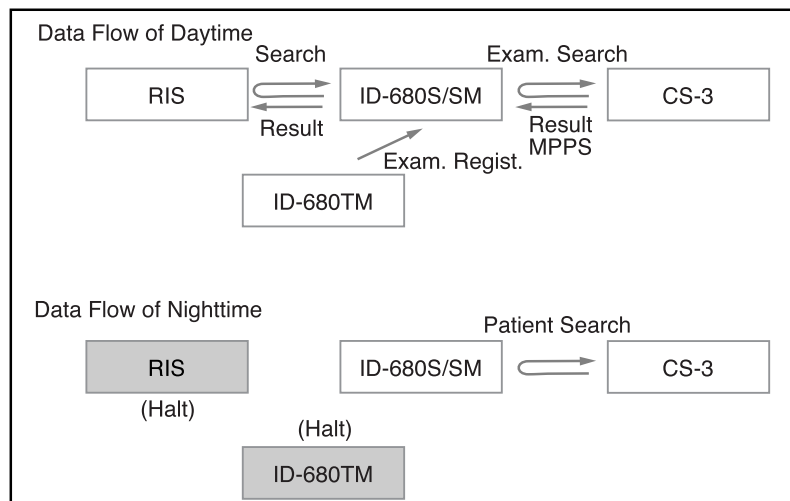 Data Flow of Daytime
Search
Exam. Search
RIS
ID-680S/SM
CS-3
Result
Result
MPPS
Exam. Regist.
ID-680TM
Data Flow of Nighttime
Patient Search
RIS
ID-680S/SM
CS-3
(Halt)
(Halt)
ID-680TM